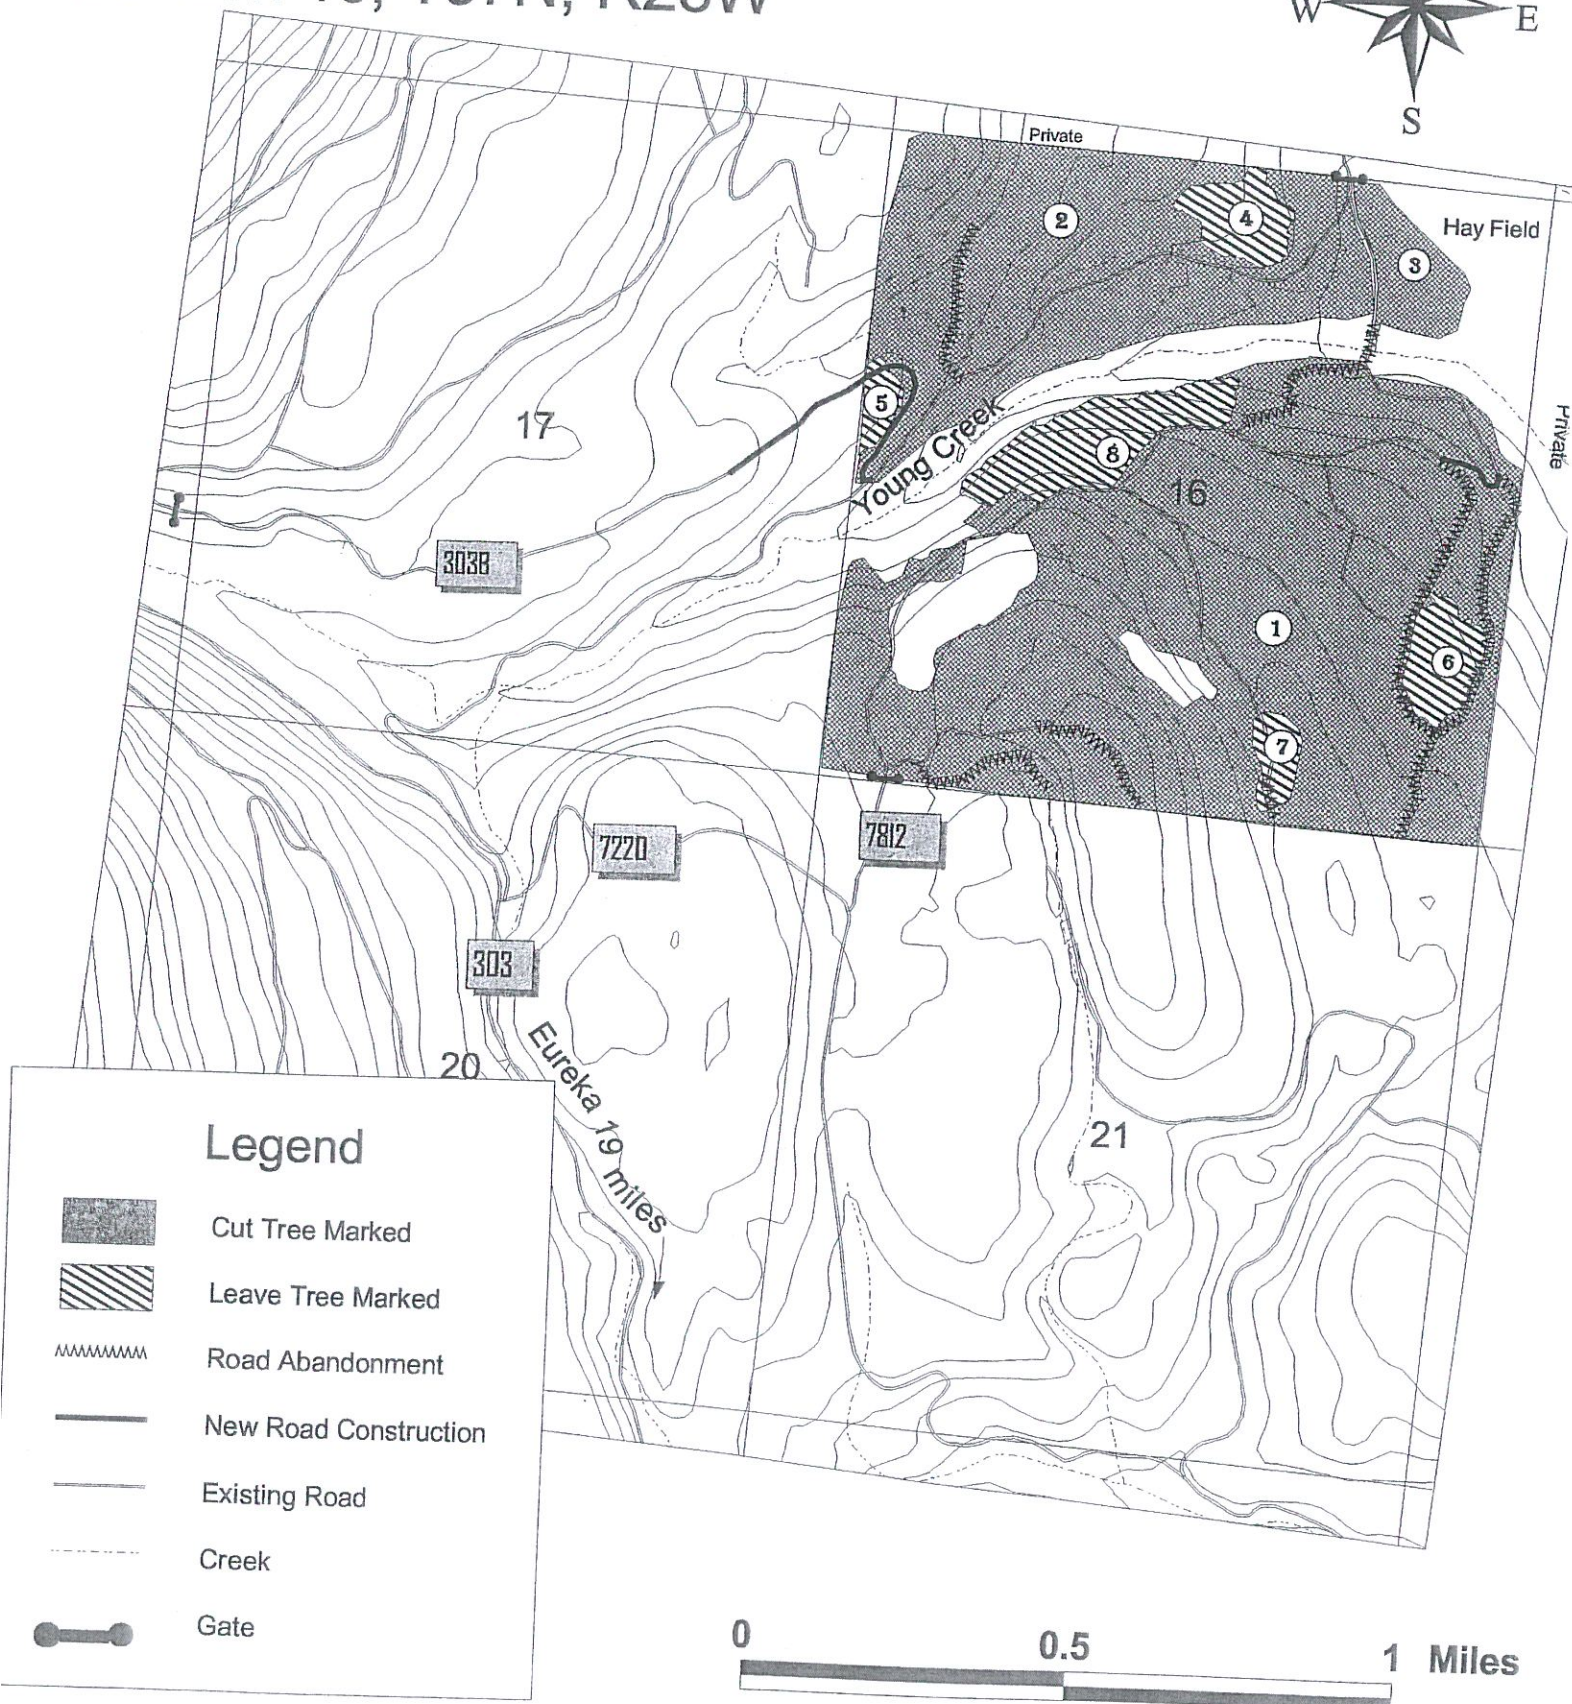 T37N, R28W
W
E
S
Private
2
4
Hay Field
3
17
5
Young Creek
8
16
Private
3038
1
6
7
7220
7812
303
20
Eureka 19 miles
21
Legend
Cut Tree Marked
Leave Tree Marked
Road Abandonment
New Road Construction
Existing Road
Creek
Gate
0
0.5
1 Miles